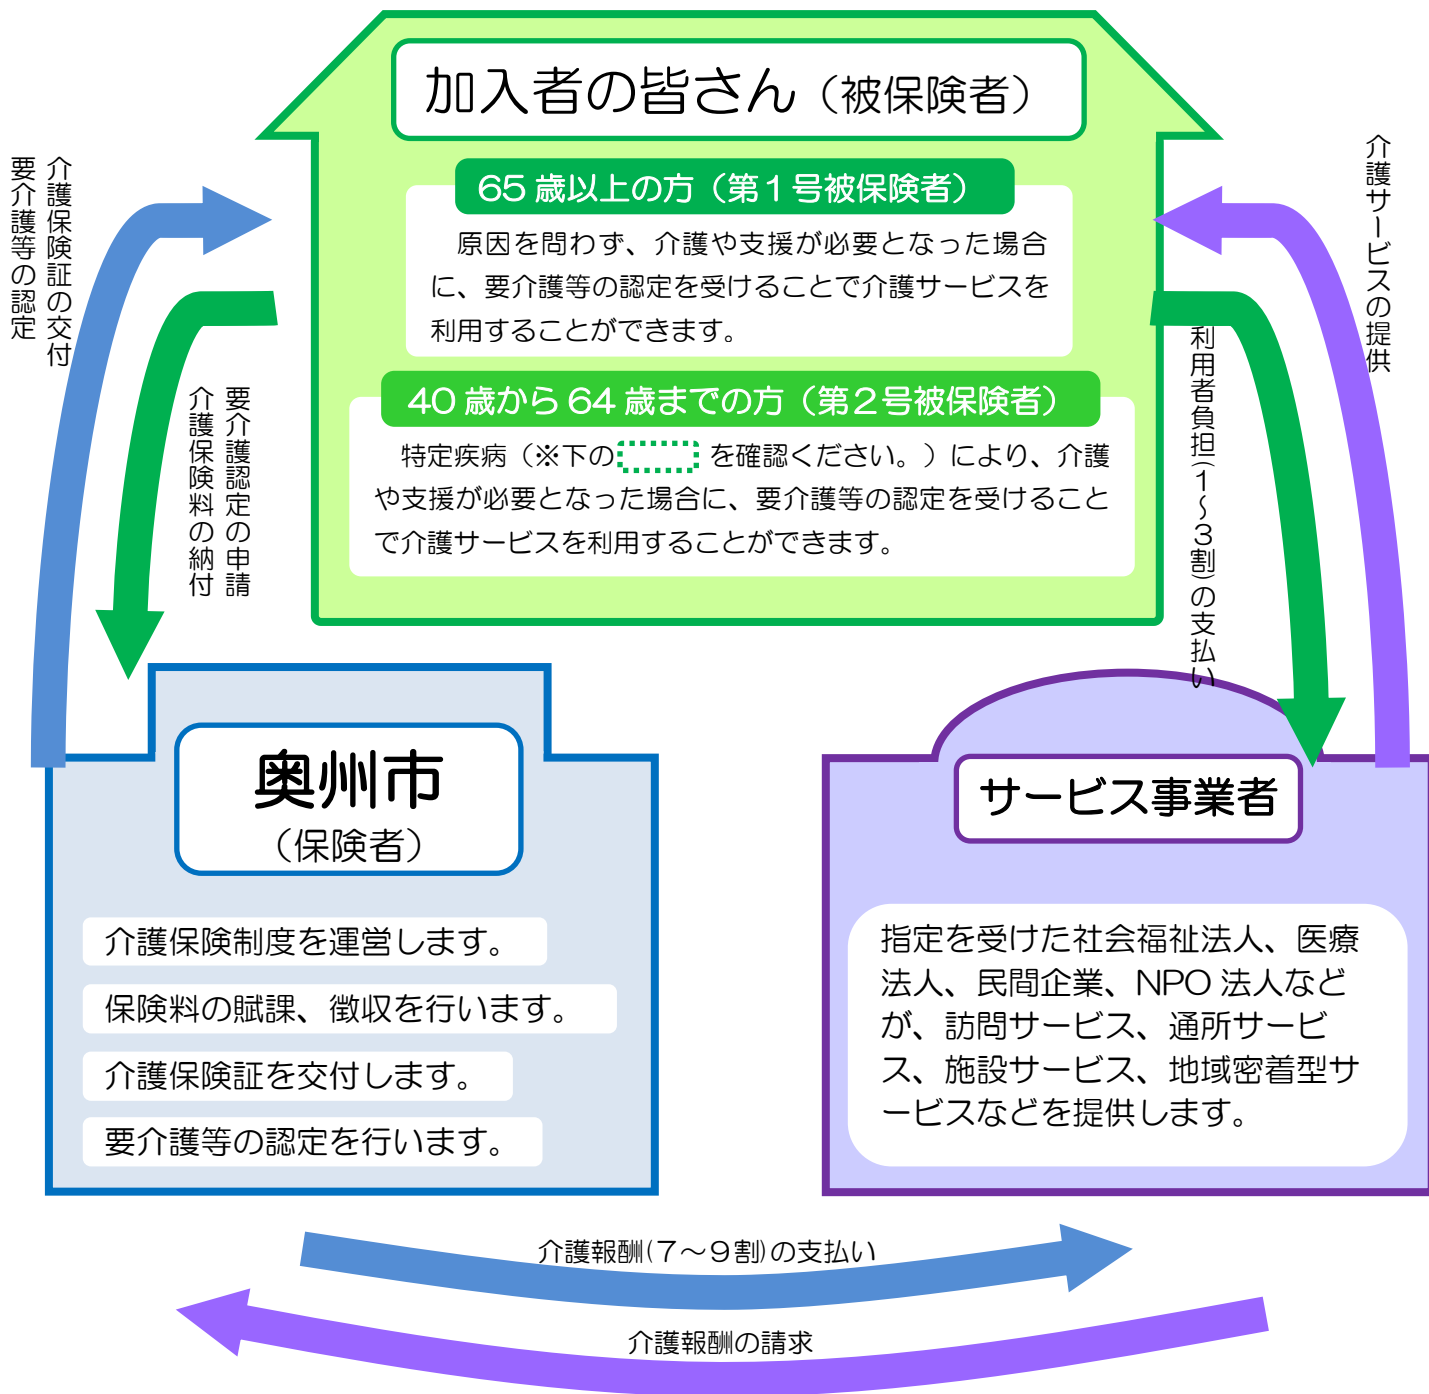 加入者の皆さん（被保険者）
65 歳以上の方（第１号被保険者）
原因を問わず、介護や支援が必要となった場合
に、要介護等の認定を受けることで介護サービスを
利用することができます。
40 歳から 64 歳までの方（第２号被保険者）
特定疾病（※下の を確認ください。）により、介護
や支援が必要となった場合に、要介護等の認定を受けること
で介護サービスを利用することができます。
介護保険証の交付
要介護等の認定
要介護認定の申請
介護保険料の納付
介護サービスの提供
利用者負担(１～３割)の支払い
奥州市
（保険者）
介護保険制度を運営します。
保険料の賦課、徴収を行います。
介護保険証を交付します。
要介護等の認定を行います。
サービス事業者
指定を受けた社会福祉法人、医療
法人、民間企業、NPO 法人など
が、訪問サービス、通所サービ
ス、施設サービス、地域密着型サ
ービスなどを提供します。
介護報酬(７～９割)の支払い
介護報酬の請求